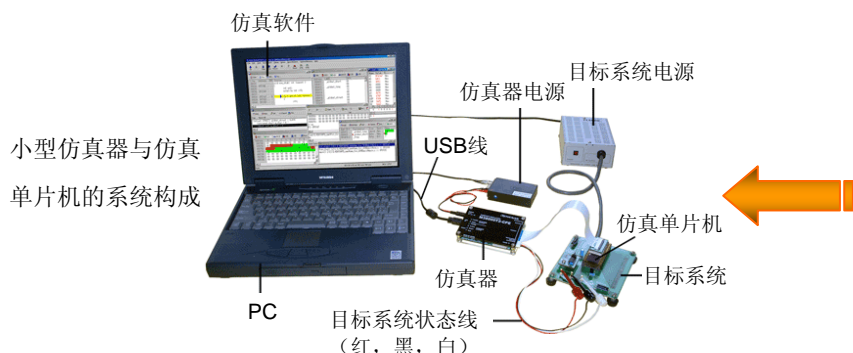 仿真软件
目标系统电源
仿真器电源
小型仿真器与仿真
单片机的系统构成
USB线
仿真单片机
仿真器
目标系统
PC
目标系统状态线
（红，黑，白）